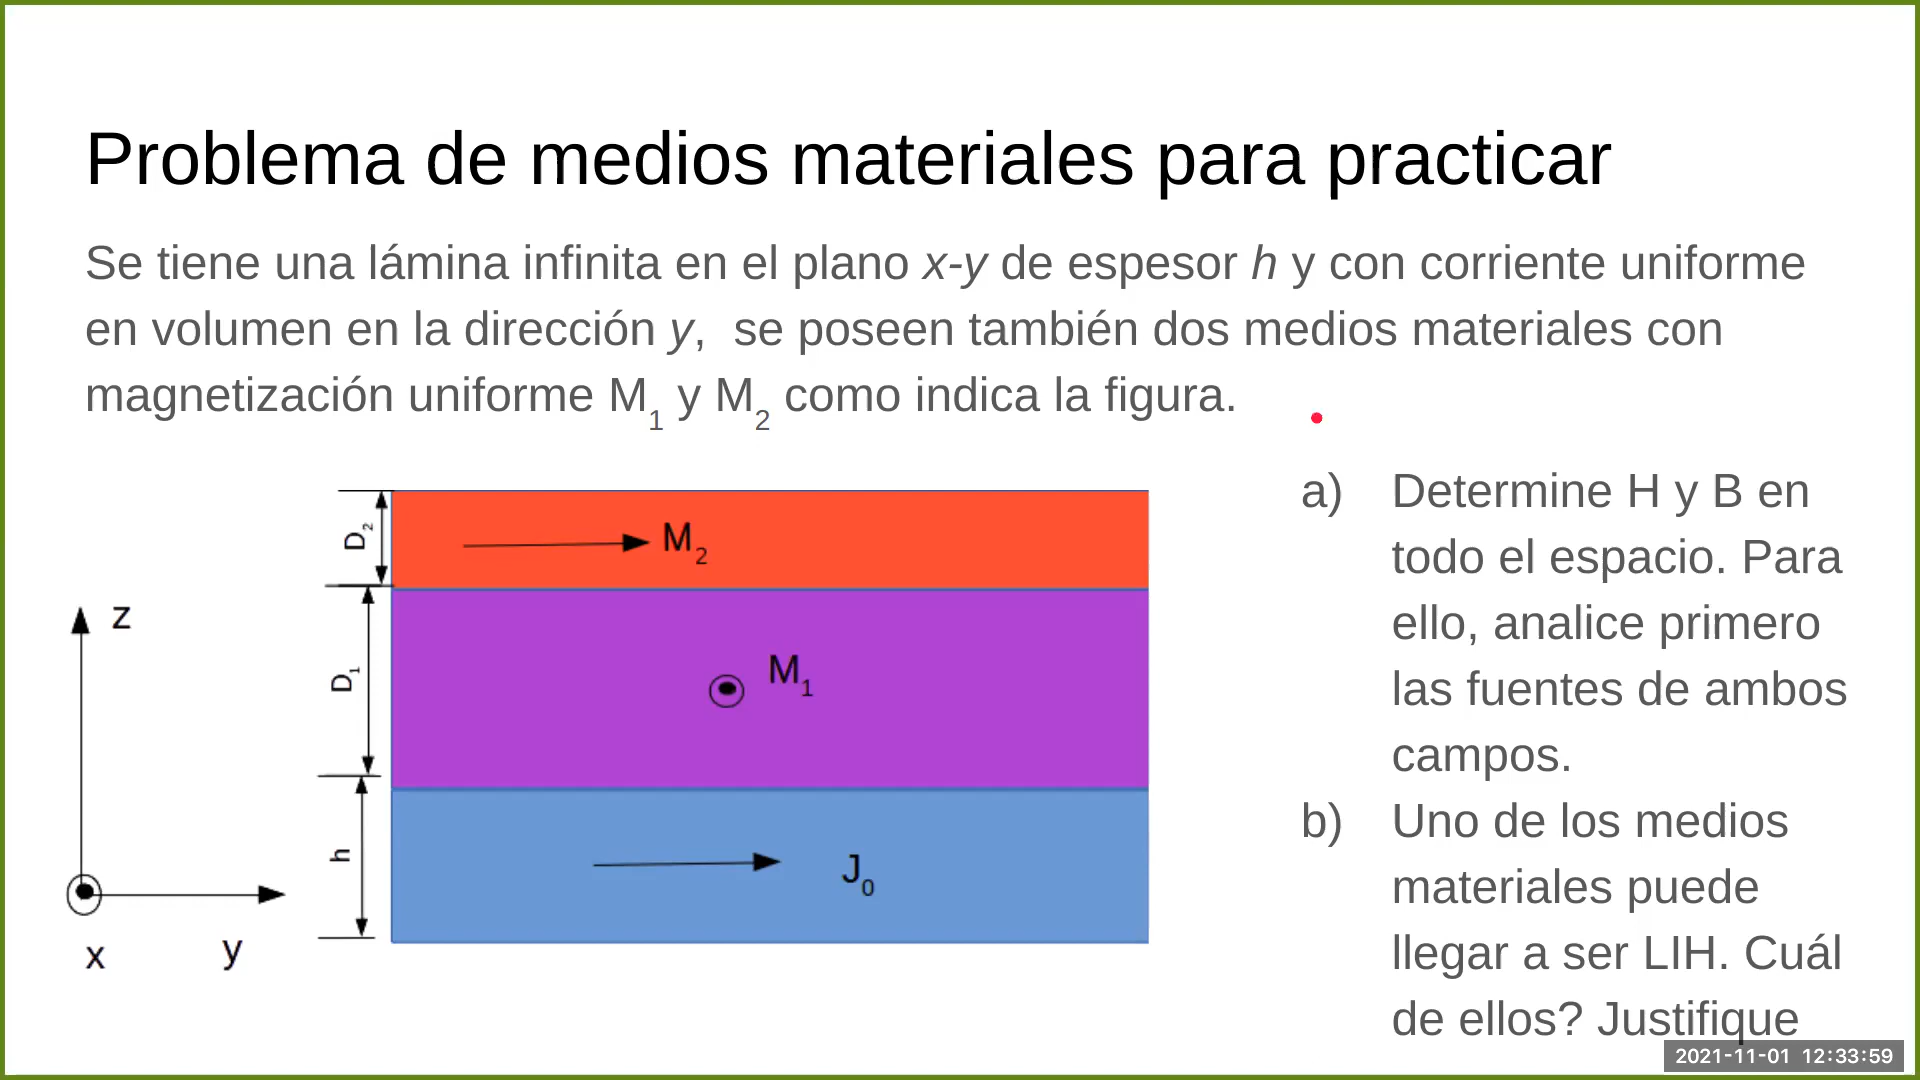 Problema de medios materiales para practicar
Se tiene una lámina infinita en el plano x-y de espesor h y con corriente uniforme
en volumen en la dirección y,  se poseen también dos medios materiales con
magnetización uniforme M1 y M2 como indica la figura.
D2
M2
z
D1
M1
h
J0
x
y
a) Determine H y B en
todo el espacio. Para
ello, analice primero
las fuentes de ambos
campos.
b) Uno de los medios
materiales puede
llegar a ser LIH. Cuál
de ellos? Justifique
2021-11-01 12:33:59